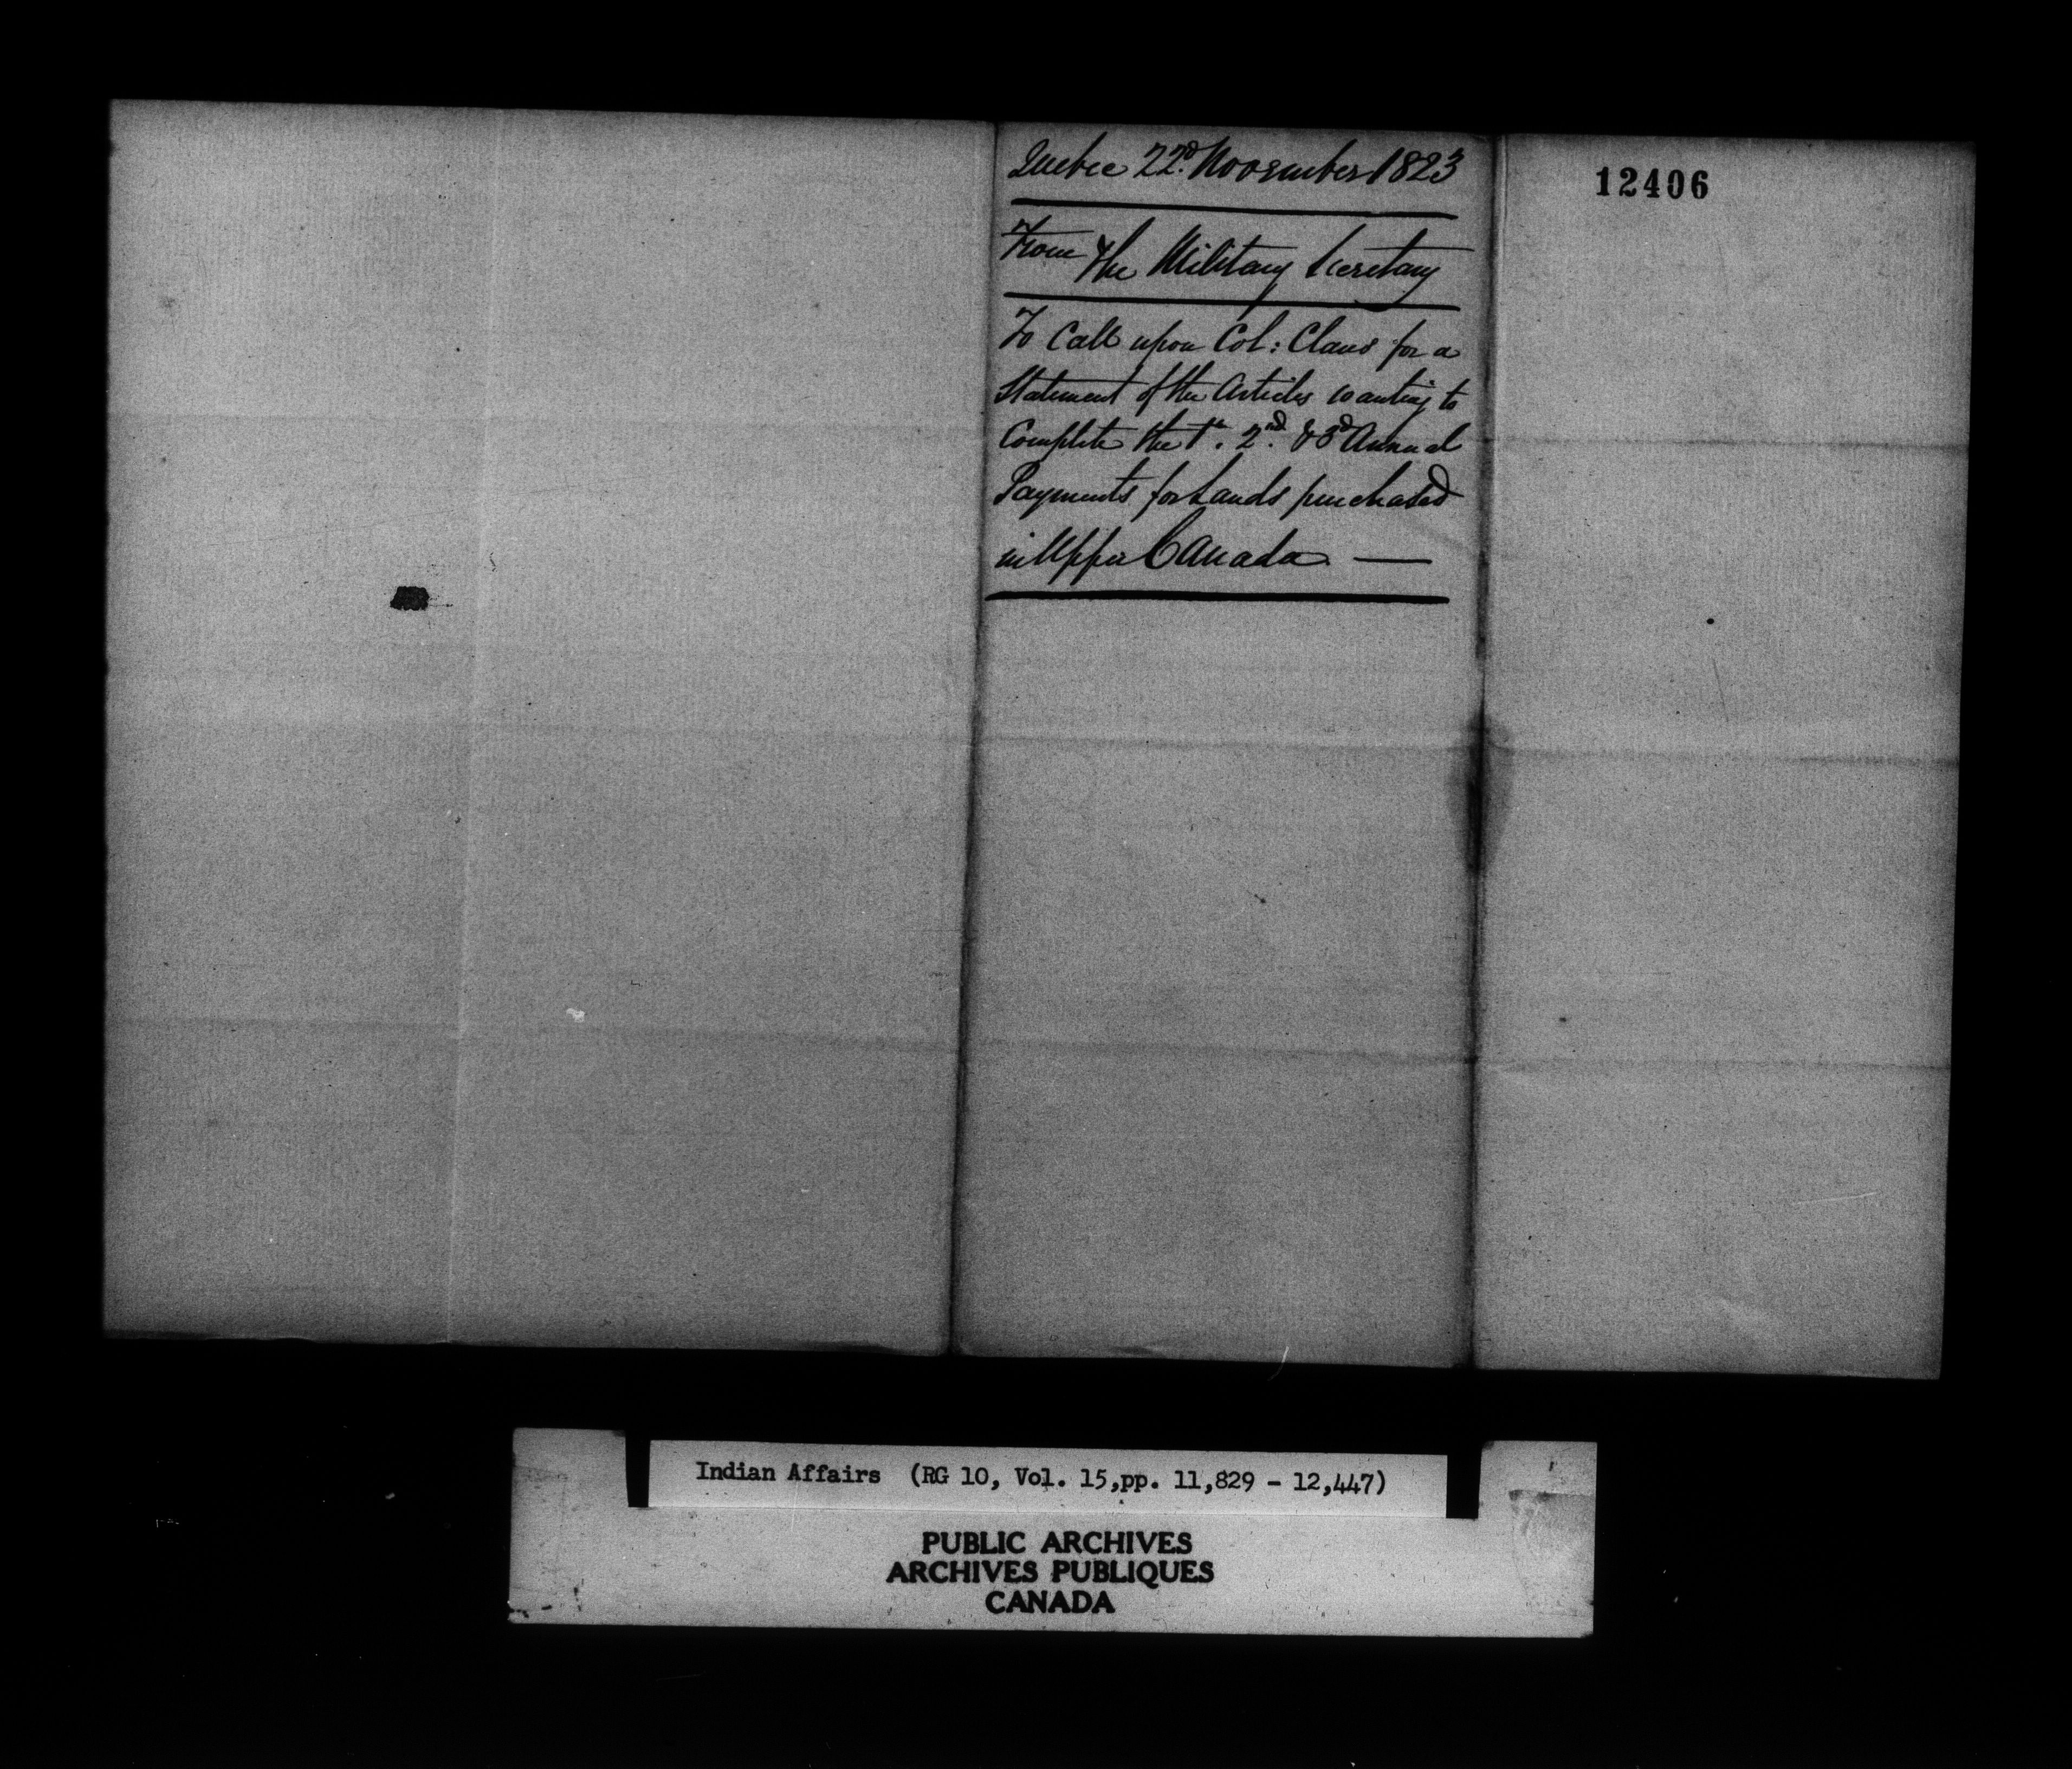 Quebec 22d. November 1823
From The Military Secretary
To Call upon Col: Claus for a
Statement of the Articles wanting to
Complete the 1st. 2nd. & 3d Annual
Payments for Lands purchased
in Upper Canada —
12406
Indian Affairs (RG 10, Vol. 15,pp. 11,829 - 12,447)
PUBLIC ARCHIVES
ARCHIVES PUBLIQUES
CANADA